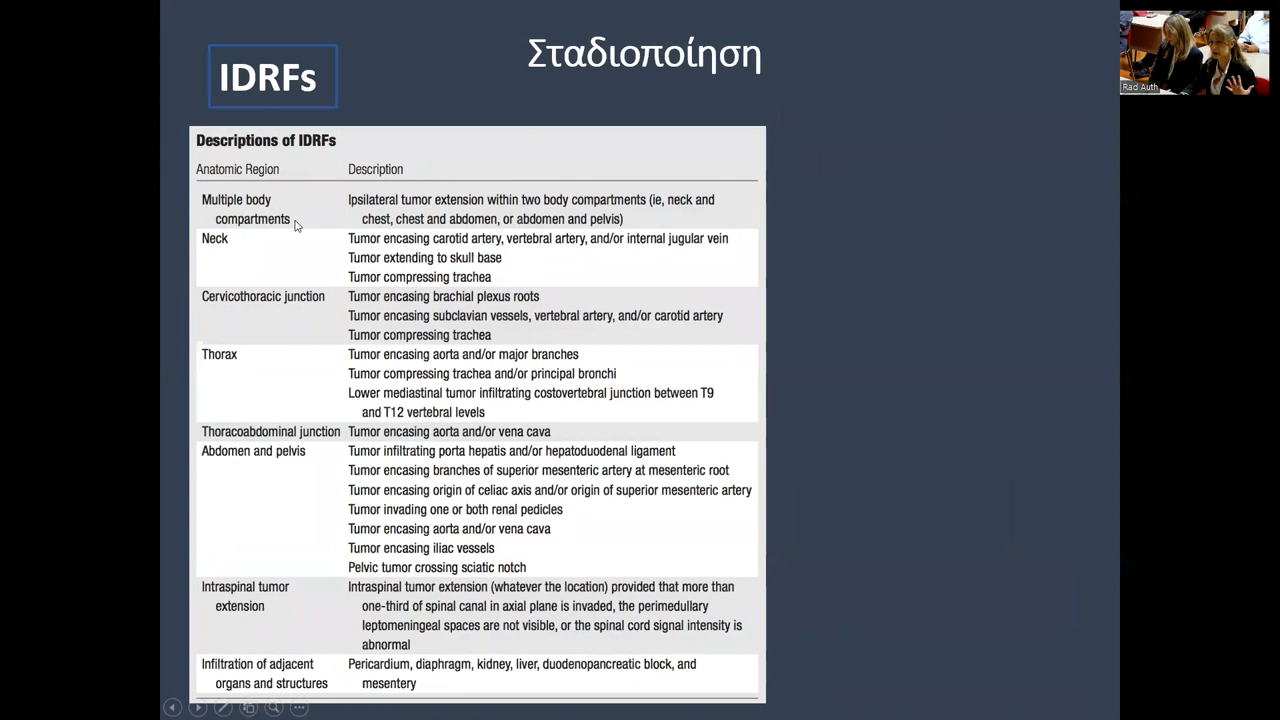 Σταδιοποίηση
IDRFs
Rad Auth
Descriptions of IDRFs
Anatomic Region Description
Multiple body compartments Ipsilateral tumor extension within two body compartments (ie, neck and
chest, chest and abdomen, or abdomen and pelvis)
Neck Tumor encasing carotid artery, vertebral artery, and/or internal jugular vein
Tumor extending to skull base
Tumor compressing trachea
Cervicothoracic junction Tumor encasing brachial plexus roots
Tumor encasing subclavian vessels, vertebral artery, and/or carotid artery
Tumor compressing trachea
Thorax Tumor encasing aorta and/or major branches
Tumor compressing trachea and/or principal bronchi
Lower mediastinal tumor infiltrating costovertebral junction between T9
and T12 vertebral levels
Thoracoabdominal junction Tumor encasing aorta and/or vena cava
Abdomen and pelvis Tumor infiltrating porta hepatis and/or hepatoduodenal ligament
Tumor encasing branches of superior mesenteric artery at mesenteric root
Tumor encasing origin of celiac axis and/or origin of superior mesenteric artery
Tumor invading one or both renal pedicles
Tumor encasing aorta and/or vena cava
Tumor encasing iliac vessels
Pelvic tumor crossing sciatic notch
Intraspinal tumor extension Intraspinal tumor extension (whatever the location) provided that more than
one-third of spinal canal in axial plane is invaded, the perimedullary
leptomeningeal spaces are not visible, or the spinal cord signal intensity is
abnormal
Infiltration of adjacent organs and structures Pericardium, diaphragm, kidney, liver, duodenopancreatic block, and
mesentery